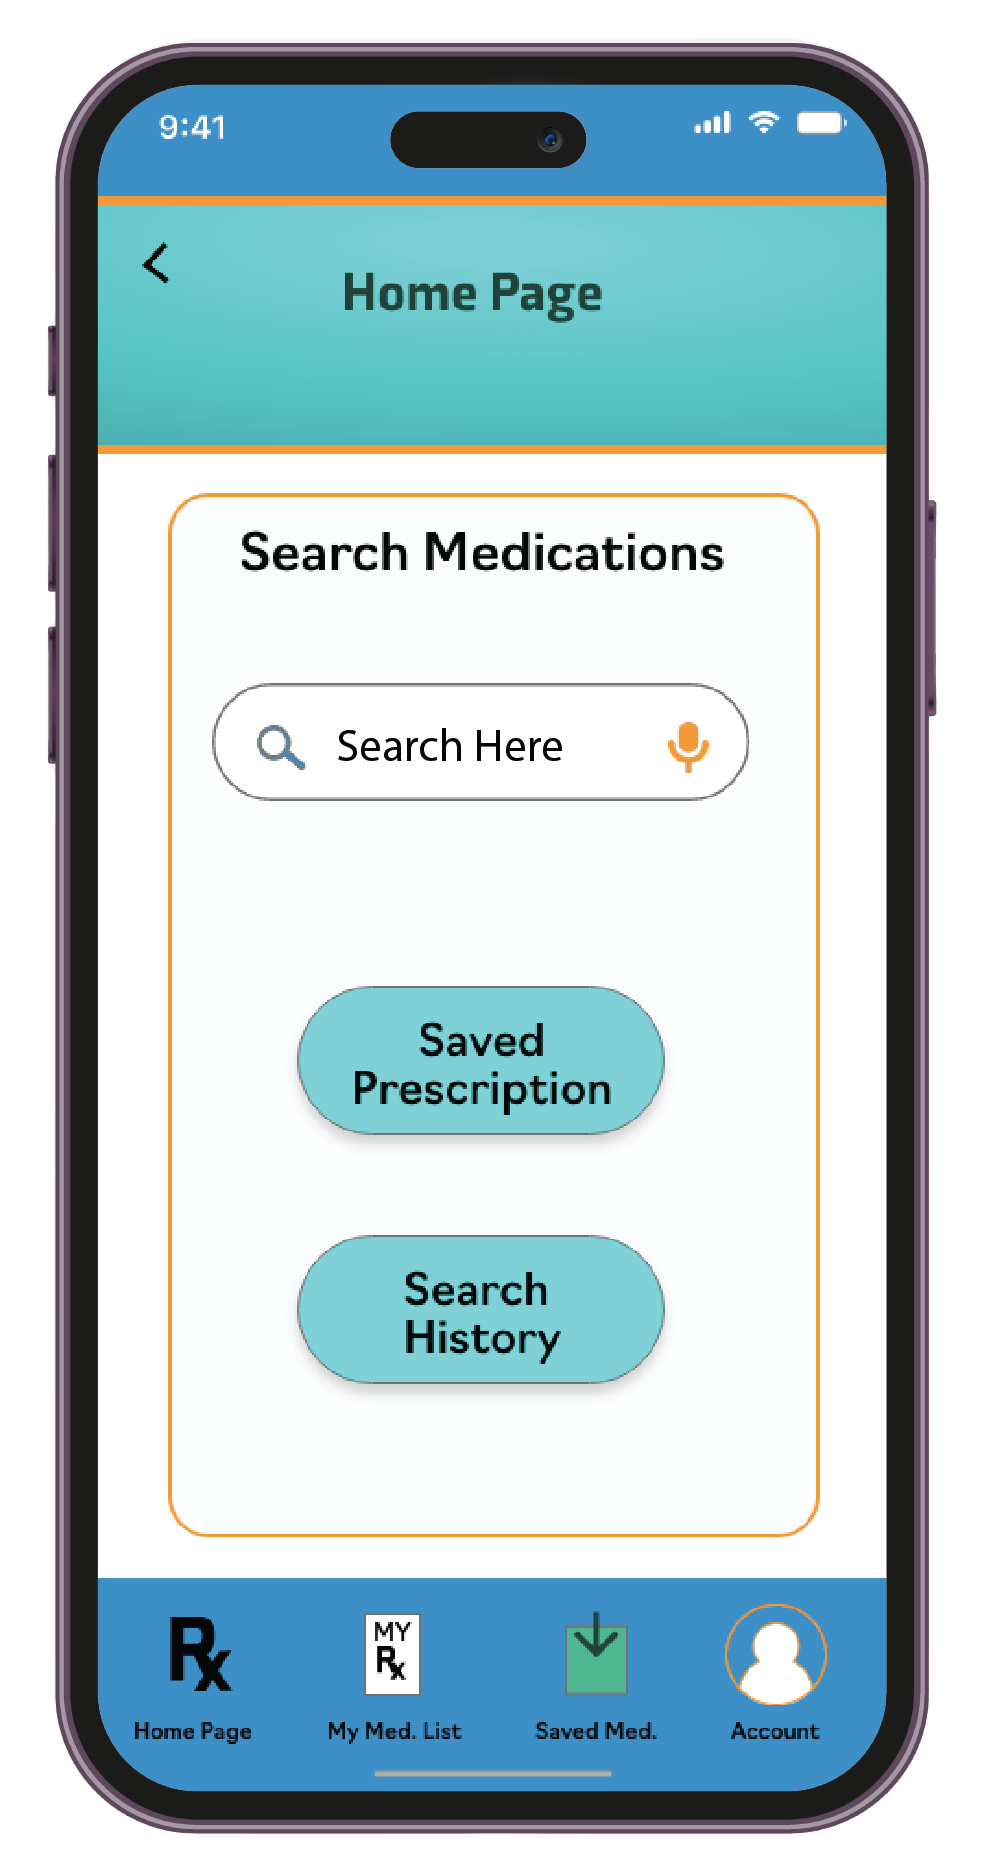 9:41
Home Page
Search Medications
Search Here
Saved
Prescription
Search
History
Rx
MY
Rx
Home Page
My Med. List
Saved Med.
Account